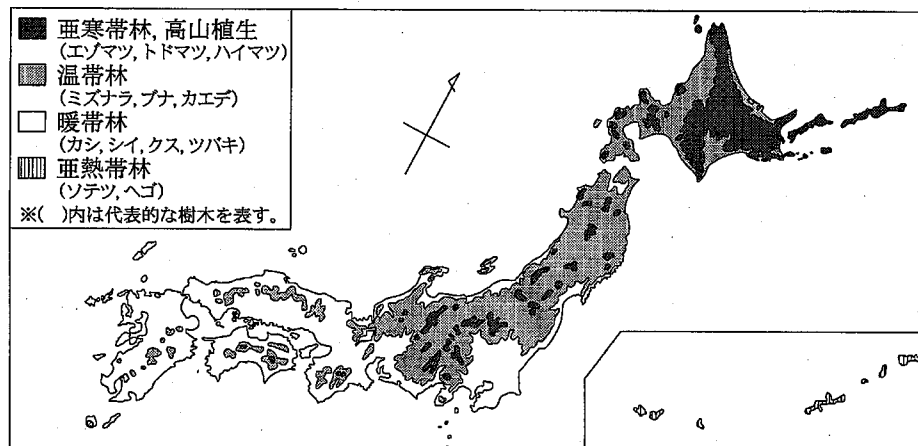 亜寒帯林, 高山植生
(エゾマツ, トドマツ, ハイマツ)
温帯林
(ミズナラ, ブナ, カエデ)
暖帯林
(カシ, シイ, クス, ツバキ)
亜熱帯林
(ソテツ, ヘゴ)
※(　)内は代表的な樹木を表す。